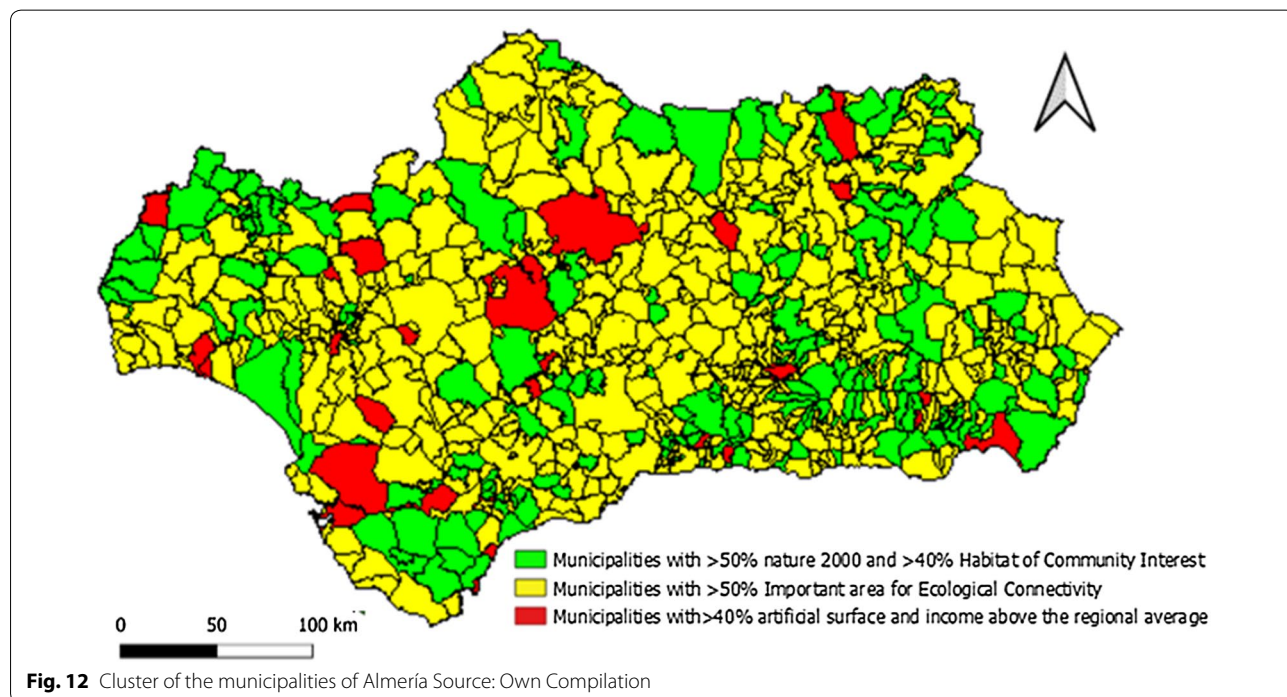 Municipalities with >50% nature 2000 and >40% Habitat of Community Interest
Municipalities with >50% Important area for Ecological Connectivity
Municipalities with>40% artificial surface and income above the regional average
0 50 100 km
Fig. 12 Cluster of the municipalities of Almería Source: Own Compilation